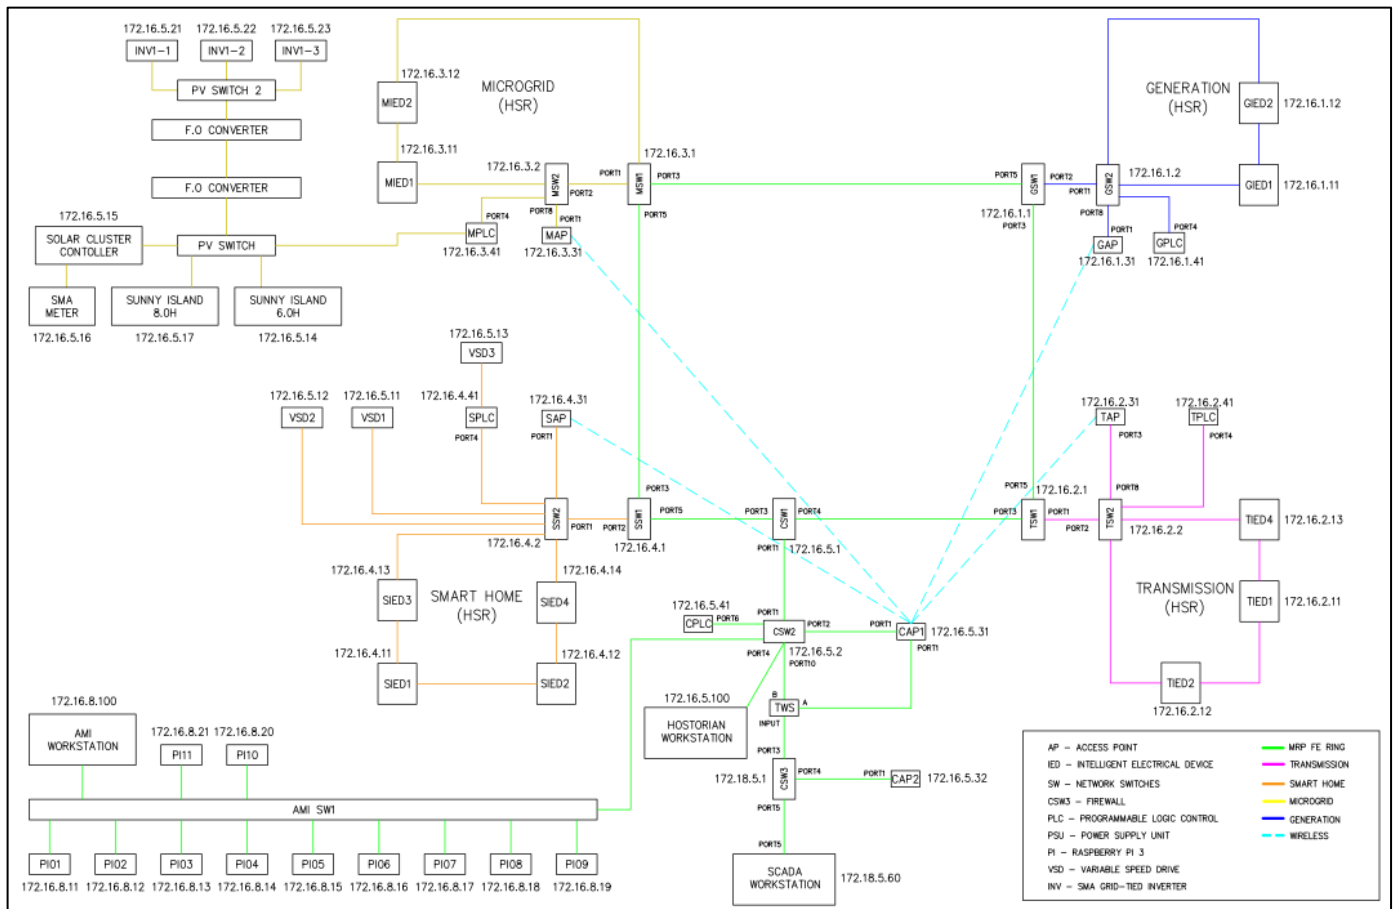 172.16.5.21
172.16.5.22
172.16.5.23
INV1-1
INV1-2
INV1-3
PV SWITCH 2
F.O CONVERTER
F.O CONVERTER
172.16.5.15
SOLAR CLUSTER
CONTOLLER
PV SWITCH
SMA
METER
172.16.5.16
SUNNY ISLAND
8.0H
172.16.5.17
SUNNY ISLAND
6.0H
172.16.5.14
172.16.3.12
MIED2
172.16.3.11
MIED1
MICROGRID
(HSR)
172.16.3.2
MSW2
PORT1
PORT2
PORT8
PORT1
PORT4
MPLC
172.16.3.41
MAP
172.16.3.31
172.16.3.1
MSW1
PORT3
PORT5
GENERATION
(HSR)
GIED2
172.16.1.12
GIED1
172.16.1.11
PORT5
GSW1
PORT2
PORT1
GSW2
172.16.1.2
172.16.1.1
PORT3
PORT8
PORT1
GAP
172.16.1.31
PORT4
GPLC
172.16.1.41
172.16.5.13
VSD3
172.16.5.12
VSD2
172.16.5.11
VSD1
172.16.4.41
SPLC
PORT4
172.16.4.31
SAP
PORT1
SSW2
PORT1
172.16.4.2
PORT3
PORT2
SSW1
PORT5
172.16.4.1
172.16.4.13
SIED3
172.16.4.14
SIED4
SMART HOME
(HSR)
172.16.4.11
SIED1
172.16.4.12
SIED2
PORT3
CSW1
PORT4
PORT1
172.16.5.1
172.16.2.31
TAP
PORT3
172.16.2.41
TPLC
PORT4
PORT5
172.16.2.1
PORT3
TSW1
PORT1
PORT2
PORT8
TSW2
172.16.2.2
TIED4
172.16.2.13
TRANSMISSION
(HSR)
TIED1
172.16.2.11
TIED2
172.16.2.12
172.16.5.41
CPLC
PORT6
PORT1
CSW2
PORT2
PORT4
172.16.5.2
PORT10
PORT1
CAP1
172.16.5.31
PORT1
172.16.5.100
HOSTORIAN
WORKSTATION
B
TWS
A
INPUT
PORT3
172.18.5.1
CSW3
PORT4
PORT1
CAP2
172.16.5.32
PORT5
PORT5
SCADA
WORKSTATION
172.18.5.60
172.16.8.100
AMI
WORKSTATION
172.16.8.21
PI11
172.16.8.20
PI10
AMI SW1
PI01
PI02
PI03
PI04
PI05
PI06
PI07
PI08
PI09
172.16.8.11
172.16.8.12
172.16.8.13
172.16.8.14
172.16.8.15
172.16.8.16
172.16.8.17
172.16.8.18
172.16.8.19
AP - ACCESS POINT
IED - INTELLIGENT ELECTRICAL DEVICE
SW - NETWORK SWITCHES
CSW3 - FIREWALL
PLC - PROGRAMMABLE LOGIC CONTROL
PSU - POWER SUPPLY UNIT
PI - RASPBERRY PI 3
VSD - VARIABLE SPEED DRIVE
INV - SMA GRID-TIED INVERTER
MRP FE RING
TRANSMISSION
SMART HOME
MICROGRID
GENERATION
WIRELESS